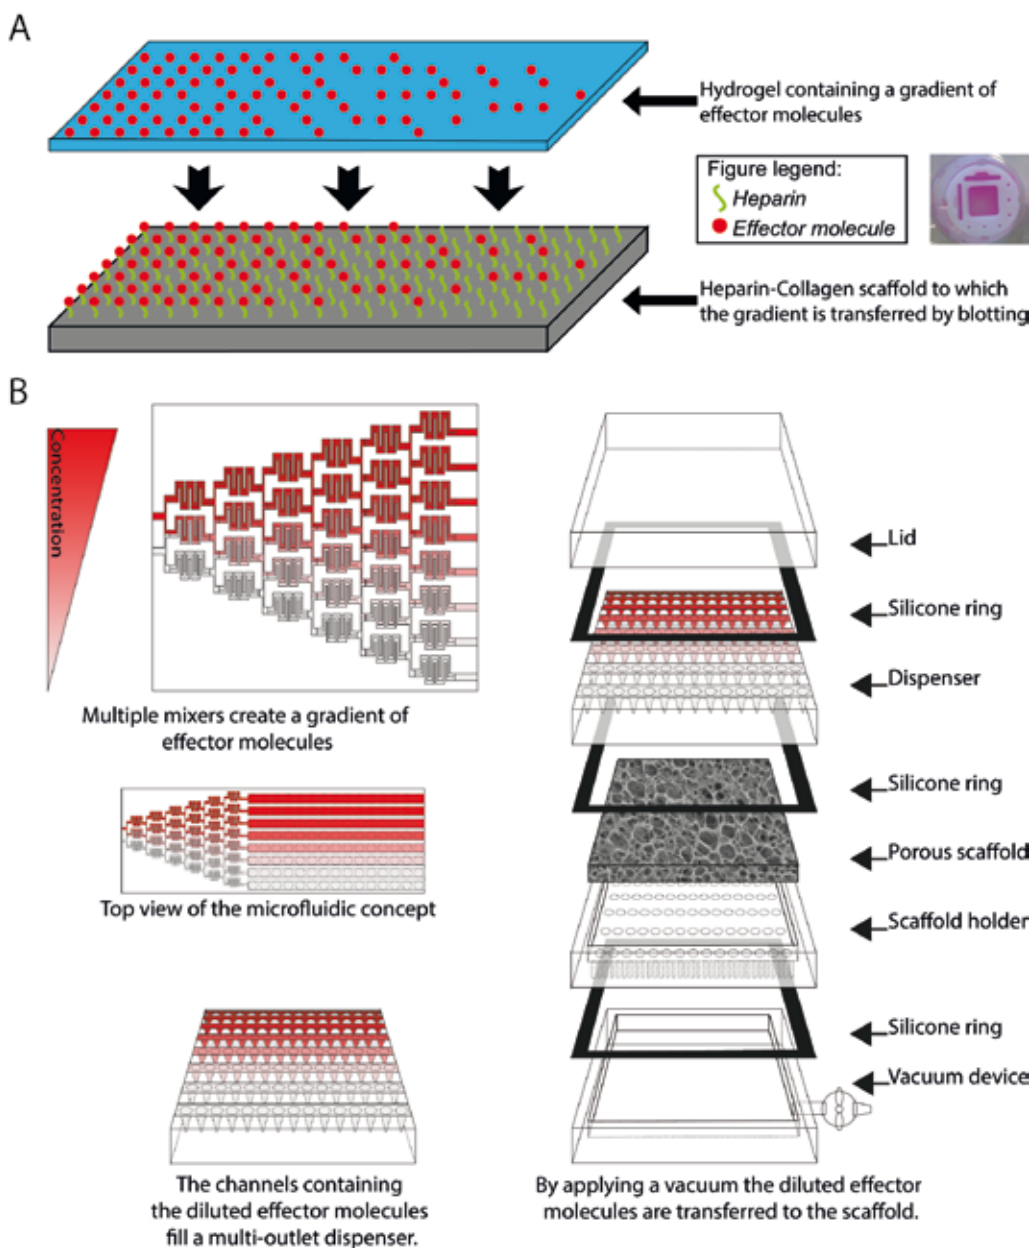 A
Hydrogel containing a gradient of
effector molecules
Figure legend:
Heparin
Effector molecule
Heparin-Collagen scaffold to which
the gradient is transferred by blotting
B
Concentration
Multiple mixers create a gradient of
effector molecules
Top view of the microfluidic concept
The channels containing
the diluted effector molecules
fill a multi-outlet dispenser.
Lid
Silicone ring
Dispenser
Silicone ring
Porous scaffold
Scaffold holder
Silicone ring
Vacuum device
By applying a vacuum the diluted effector
molecules are transferred to the scaffold.